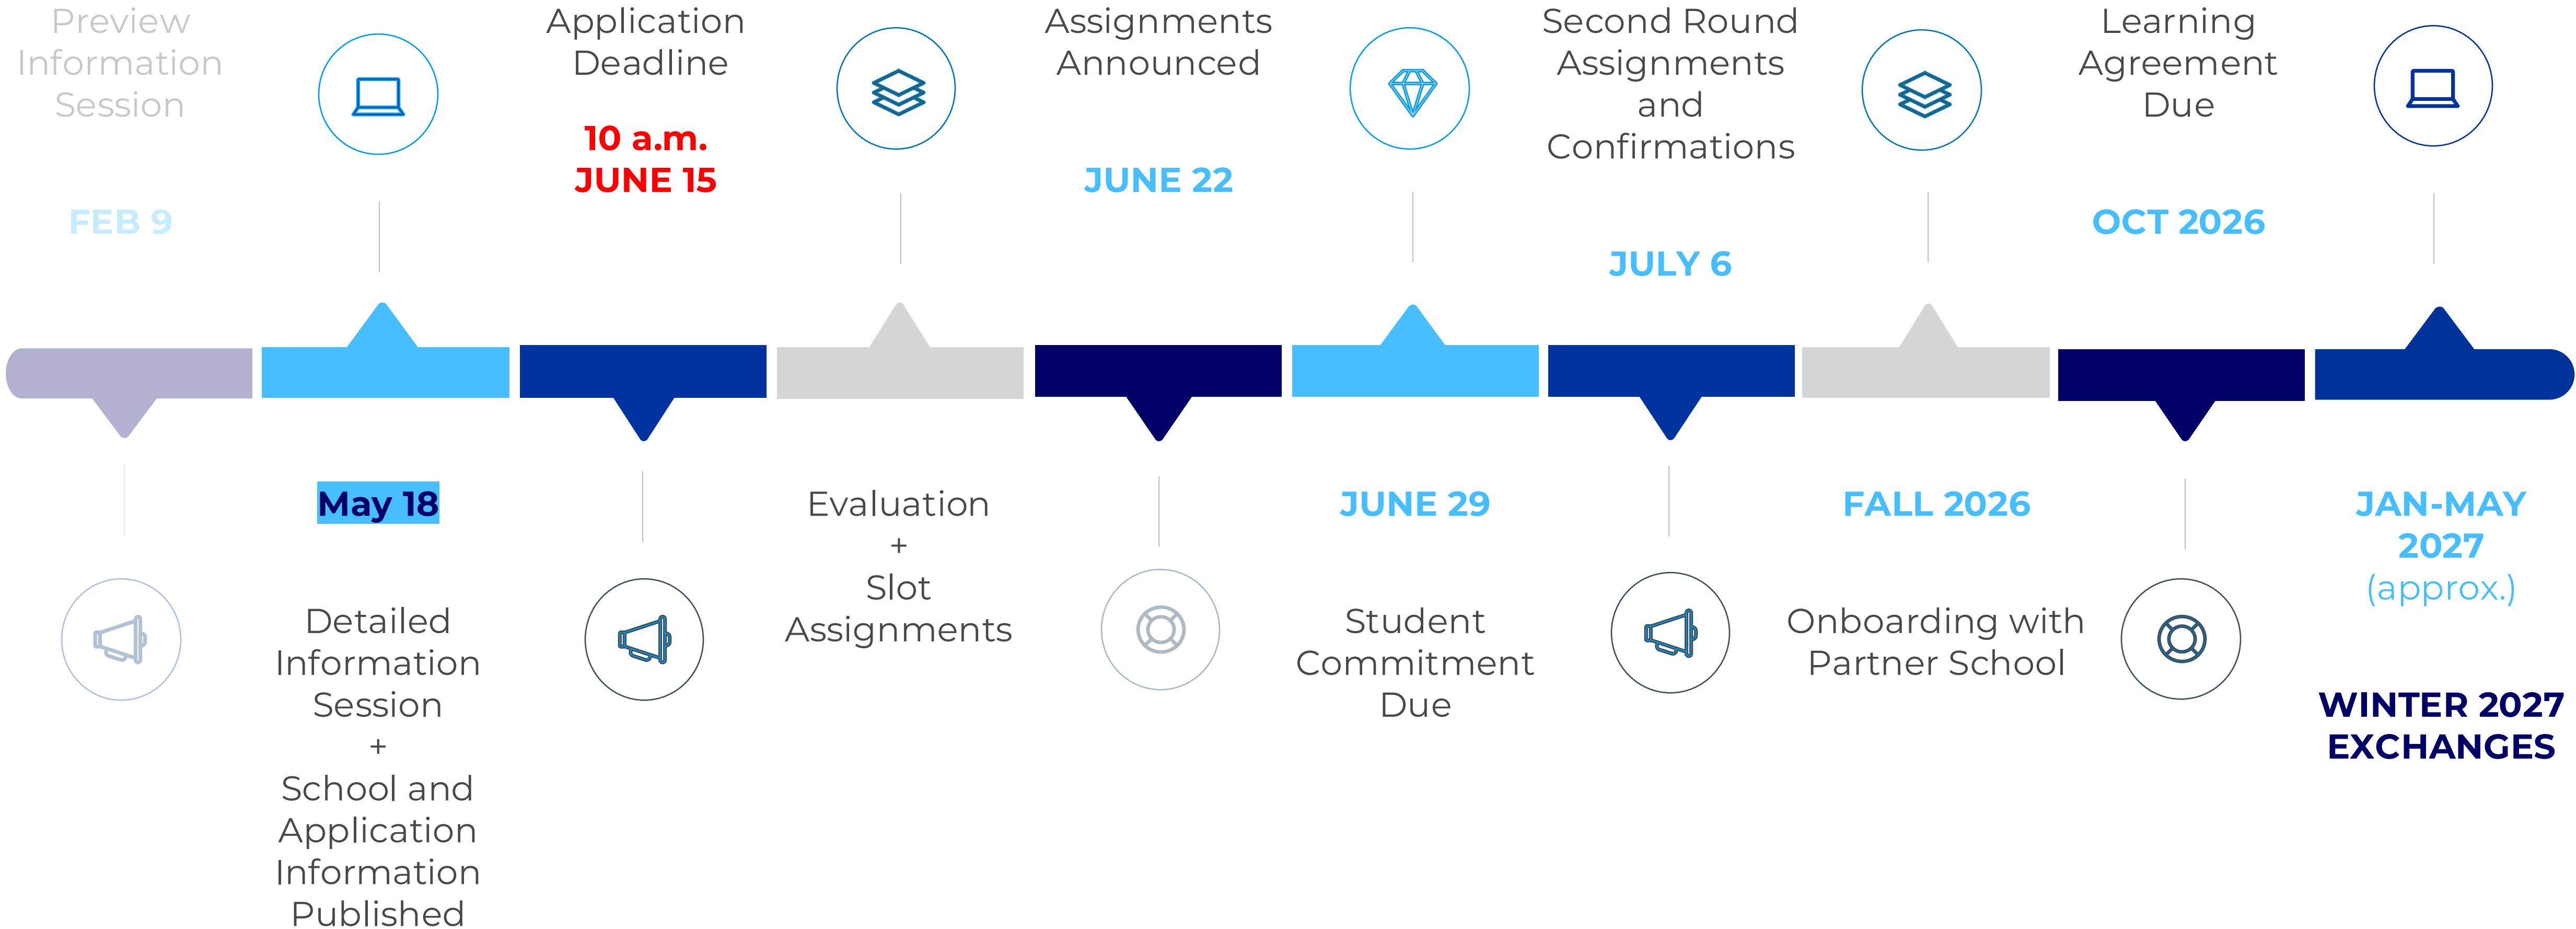 Preview
Information
Session
FEB 9
May 18
Detailed
Information
Session
+
School and
Application
Information
Published
Application
Deadline
10 a.m.
JUNE 15
Evaluation
+
Slot
Assignments
Assignments
Announced
JUNE 22
JUNE 29
Student
Commitment
Due
Second Round
Assignments
and
Confirmations
JULY 6
FALL 2026
Onboarding with
Partner School
Learning
Agreement
Due
OCT 2026
JAN-MAY
2027
(approx.)
WINTER 2027
EXCHANGES